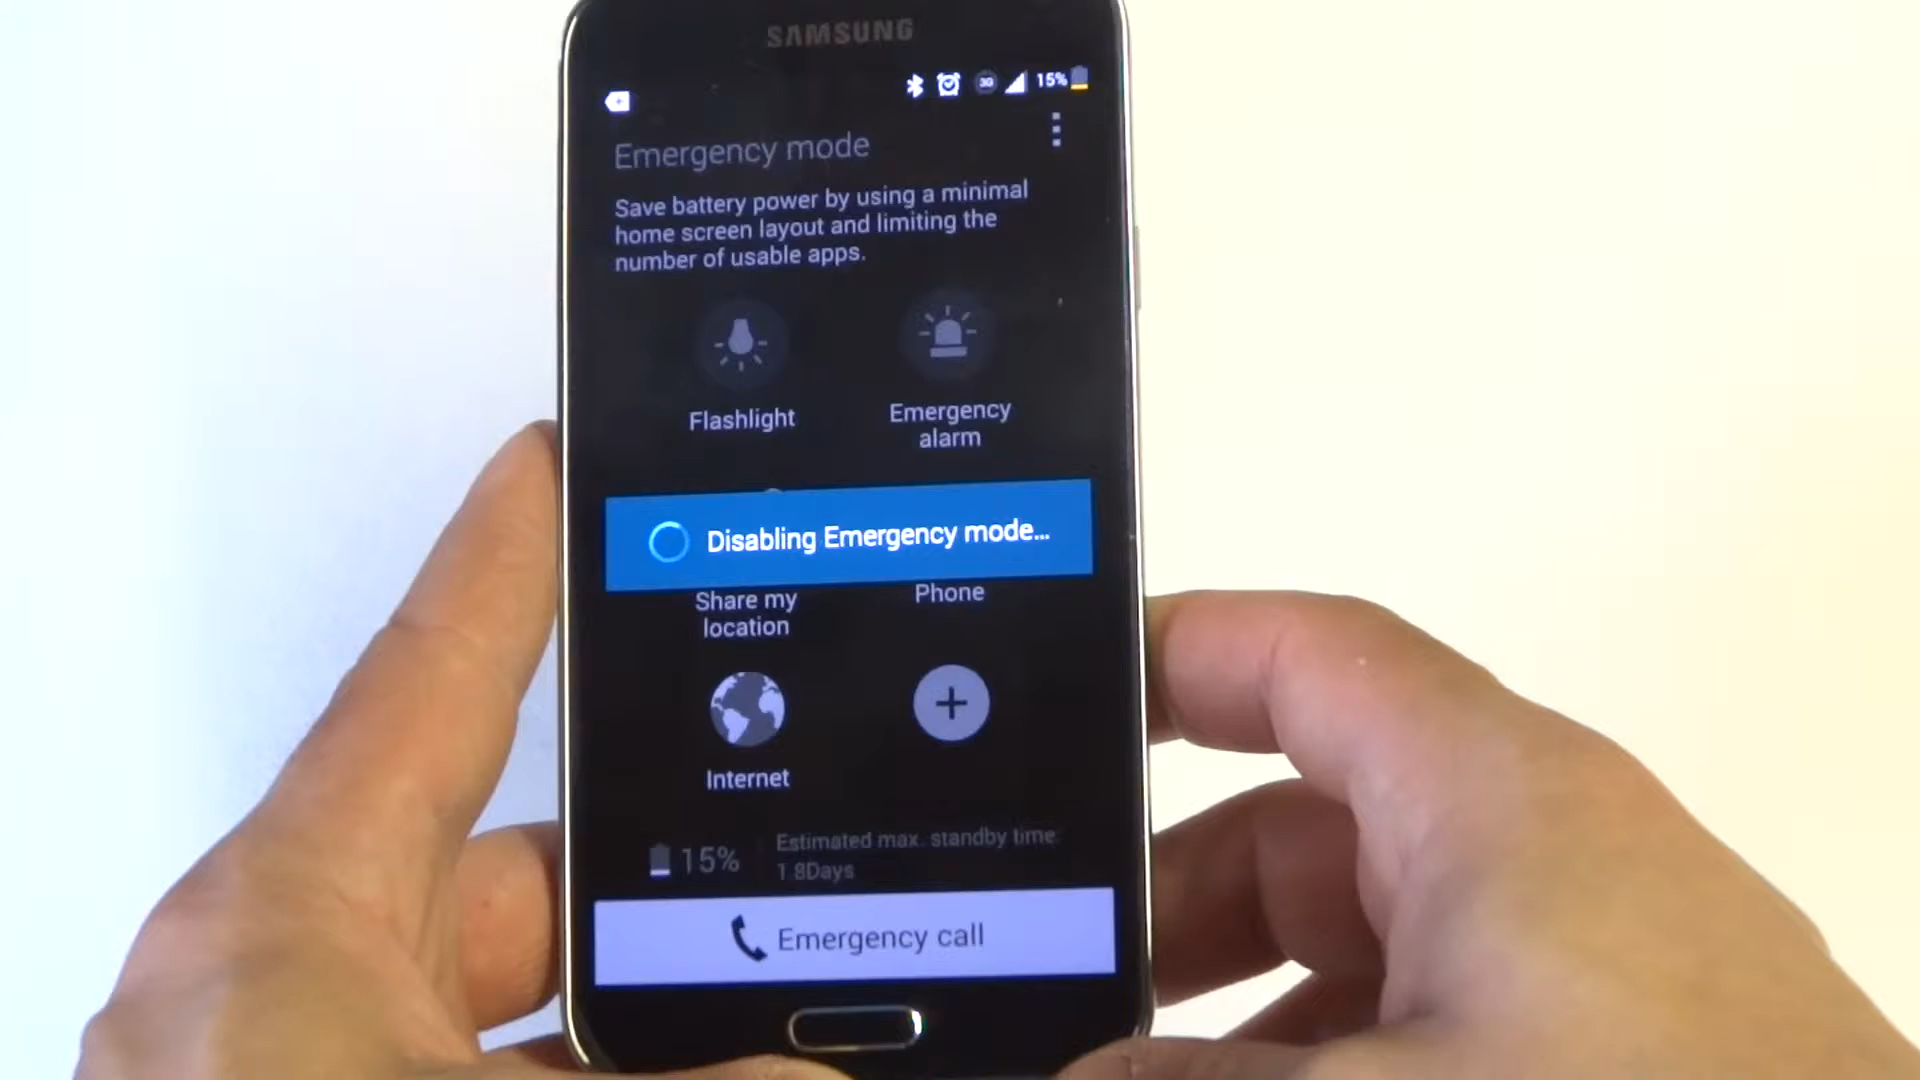 SAMSUNG
3G 15%
Emergency mode
Save battery power by using a minimal
home screen layout and limiting the
number of usable apps.
Flashlight
Emergency
alarm
Disabling Emergency mode...
Share my
location
Phone
Internet
15%
Estimated max. standby time:
1.8Days
Emergency call